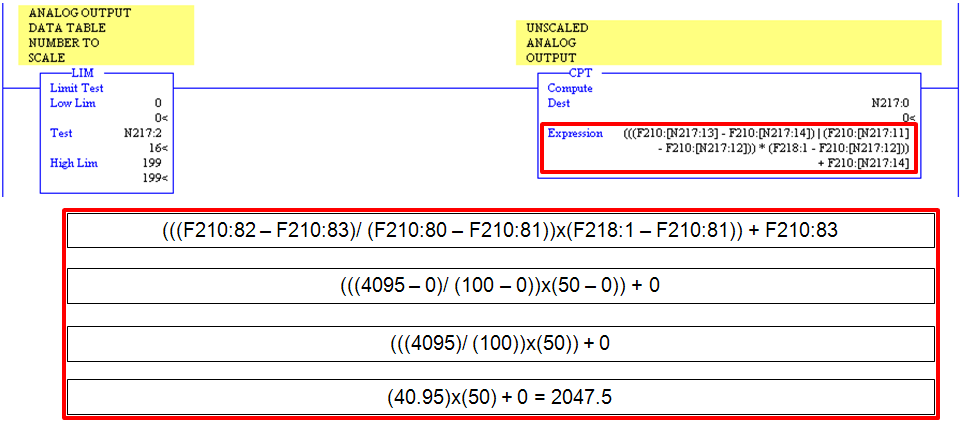 ANALOG OUTPUT
DATA TABLE
NUMBER TO
SCALE
LIM
Limit Test
Low Lim 0
0<
Test N217:2
16<
High Lim 199
199<
UNSCALED
ANALOG
OUTPUT
CPT
Compute
Dest N217:0
0<
Expression (((F210:[N217:13] - F210:[N217:14]) | (F210:[N217:11]
- F210:[N217:12])) * (F218:1 - F210:[N217:12]))
+ F210:[N217:14]
(((F210:82 – F210:83)/ (F210:80 – F210:81))x(F218:1 – F210:81)) + F210:83
(((4095 – 0)/ (100 – 0))x(50 – 0)) + 0
(((4095)/ (100))x(50)) + 0
(40.95)x(50) + 0 = 2047.5